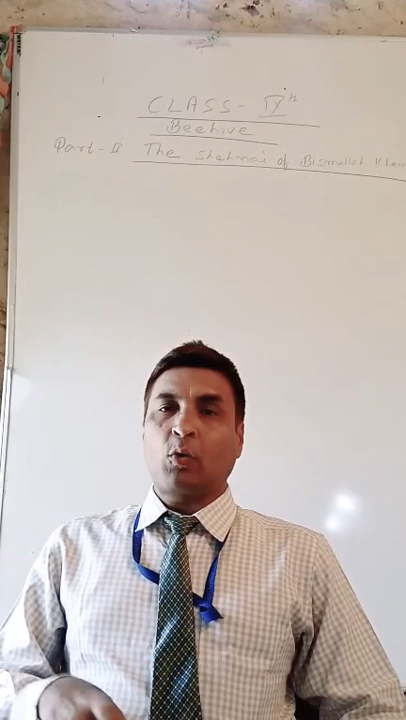 CLASS - IXth
Beehive
Part - II The Shehnai of Bismillah Khan